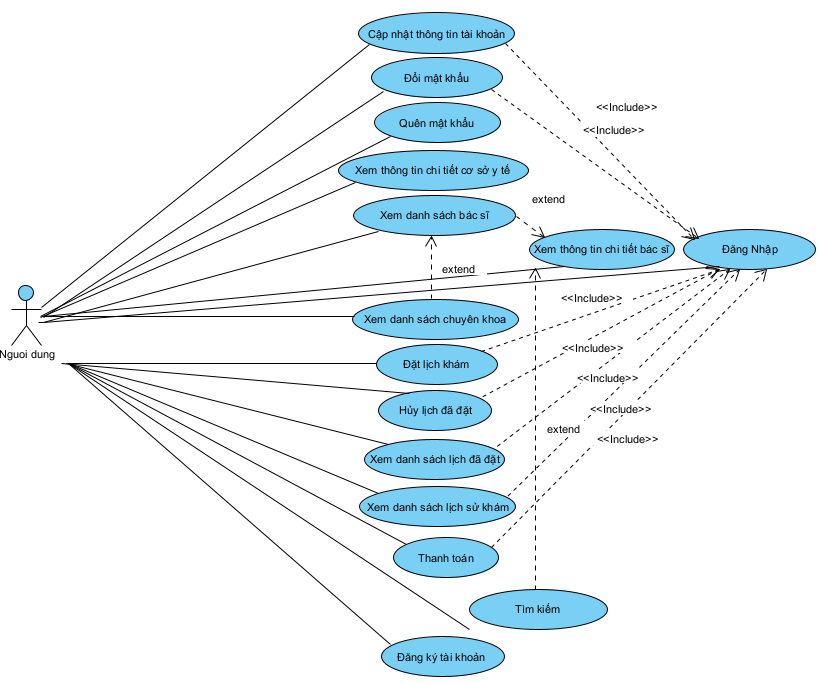 Cập nhật thông tin tài khoản
Đổi mật khẩu
<<Include>>
Quên mật khẩu
<<Include>>
Xem thông tin chi tiết cơ sở y tế
extend
Xem danh sách bác sĩ
Xem thông tin chi tiết bác sĩ
Đăng Nhập
extend
<<Include>>
Xem danh sách chuyên khoa
Nguoi dung
<<Include>>
Đặt lịch khám
<<Include>>
Hủy lịch đã đặt
<<Include>>
extend
<<Include>>
Xem danh sách lịch đã đặt
Xem danh sách lịch sử khám
Thanh toán
Tìm kiếm
Đăng ký tài khoản